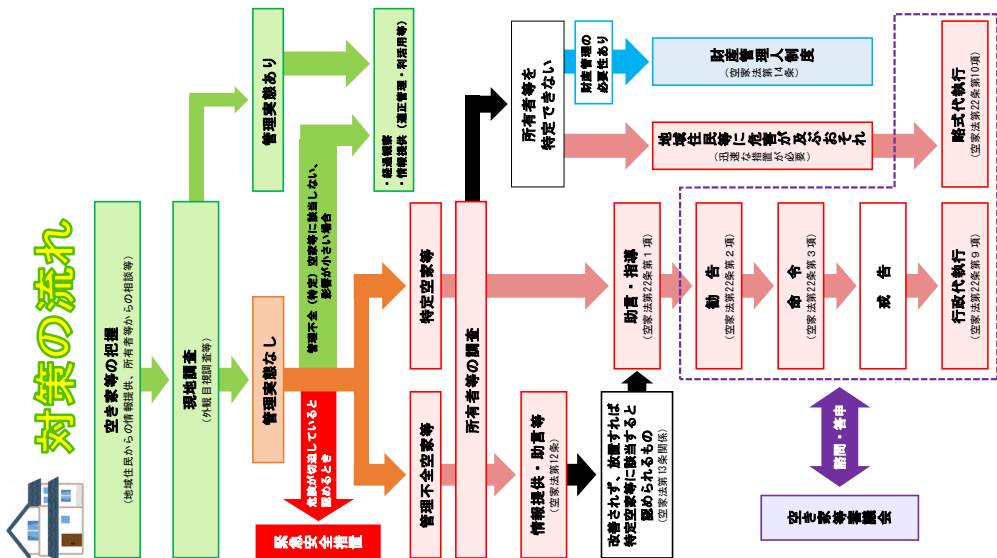 対策の流れ
空き家等の把握
(地域住民からの情報提供、所有者等からの相談等)
現地調査
(外観目視調査等)
管理実態あり
管理実態なし
・経過観察
・情報提供(適正管理・利活用等)
管理不全(特定)空家等に該当しない、
影響が小さい場合
危険が切迫していると
認めるとき
緊急安全措置
特定空家等
管理不全空家等
所有者等の調査
所有者等を
特定できない
財産管理の
必要性あり
財産管理人制度
(空家法第14条)
地域住民等に危害が及ぶおそれ
(迅速な措置が必要)
略式代執行
(空家法第22条第10項)
情報提供・助言等
(空家法第12条)
改善されず、放置すれば
特定空家等に該当すると
認められるもの
(空家法第13条関係)
助言・指導
(空家法第22条第1項)
勧告
(空家法第22条第2項)
命令
(空家法第22条第3項)
戒告
行政代執行
(空家法第22条第9項)
諮問・答申
空き家等審議会